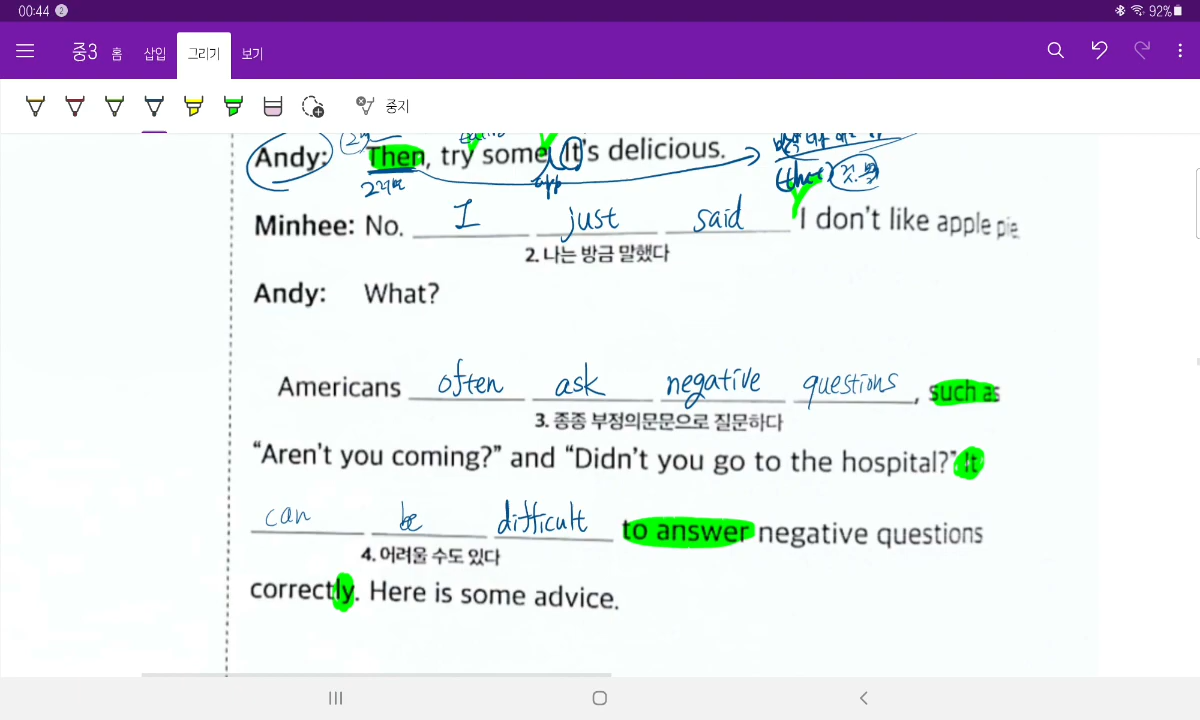 00:44 2 92%
중3 홈 삽입 그리기 보기
중지
Andy: Then, try some. It's delicious.
Minhee: No. I just said I don't like apple pie.
2. 나는 방금 말했다
Andy: What?
Americans often ask negative questions, such as
3. 종종 부정의문문으로 질문하다
"Aren't you coming?" and "Didn't you go to the hospital?" It
can be difficult to answer negative questions
4. 어려울 수도 있다
correctly. Here is some advice.